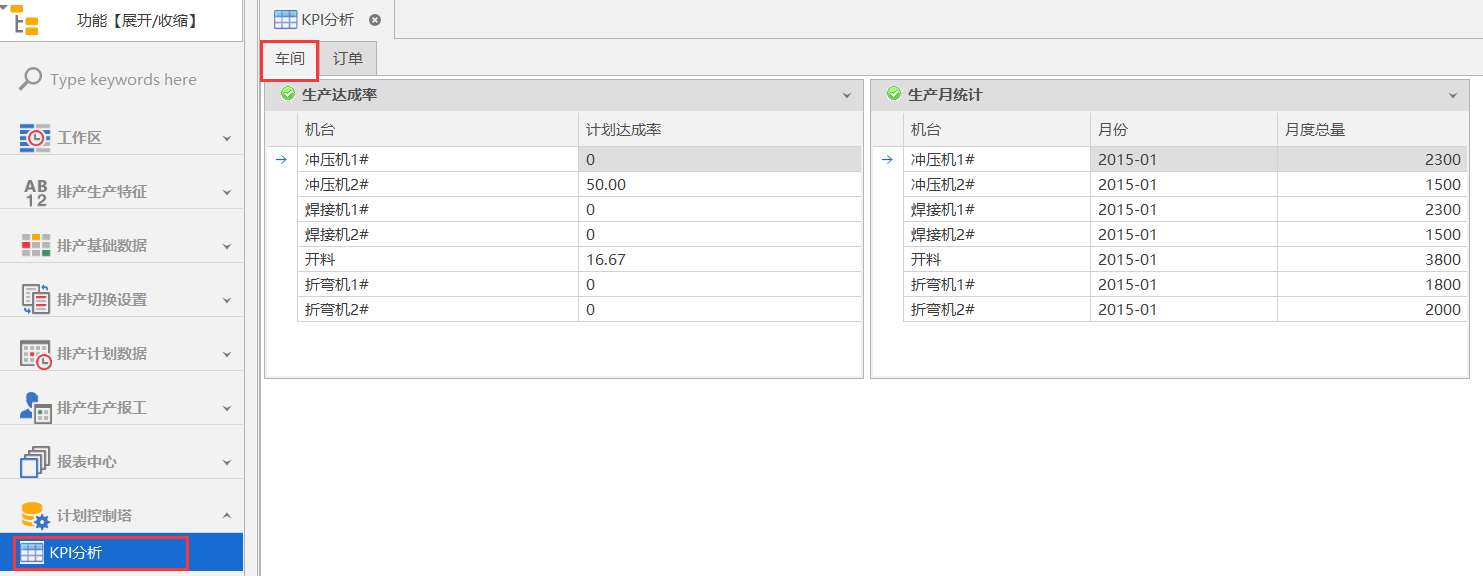 功能【展开/收缩】
Type keywords here
工作区
排产生产特征
排产基础数据
排产切换设置
排产计划数据
排产生产报工
报表中心
计划控制塔
KPI分析
KPI分析
车间 订单
生产达成率
机台 计划达成率
冲压机1# 0
冲压机2# 50.00
焊接机1# 0
焊接机2# 0
开料 16.67
折弯机1# 0
折弯机2# 0
生产月统计
机台 月份 月度总量
冲压机1# 2015-01 2300
冲压机2# 2015-01 1500
焊接机1# 2015-01 2300
焊接机2# 2015-01 1500
开料 2015-01 3800
折弯机1# 2015-01 1800
折弯机2# 2015-01 2000